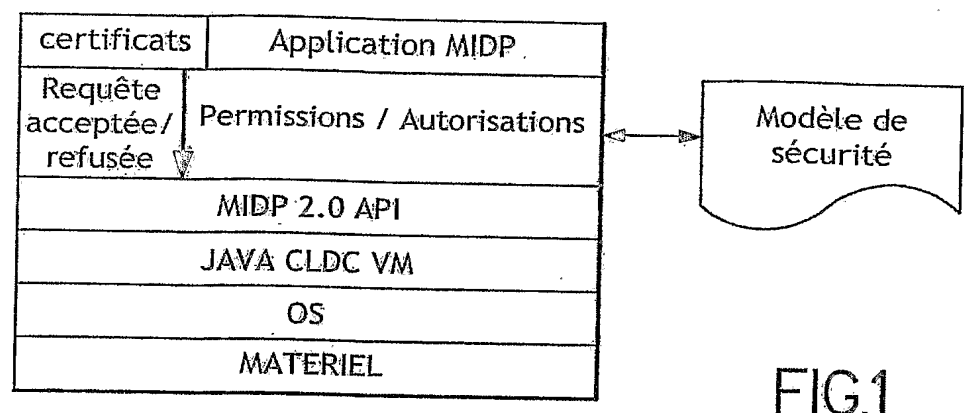 certificats
Application MIDP
Requête
acceptée/
refusée
Permissions / Autorisations
Modèle de
sécurité
MIDP 2.0 API
JAVA CLDC VM
OS
MATERIEL
FIG.1